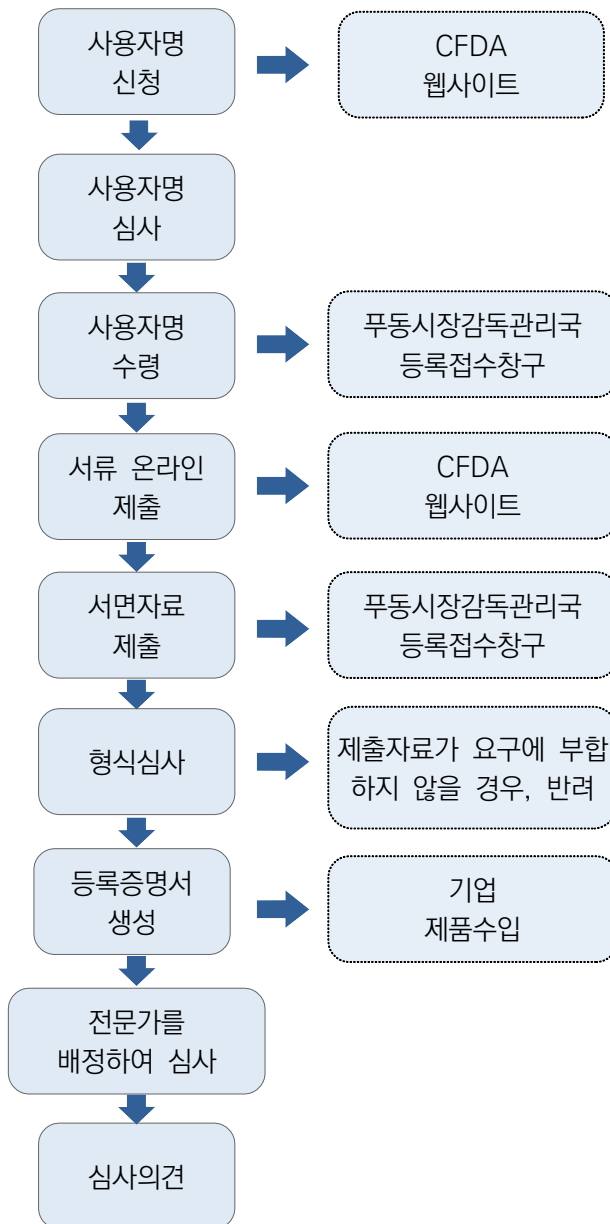 사용자명
신청
CFDA
웹사이트
사용자명
심사
사용자명
수령
푸동시장감독관리국
등록접수창구
서류 온라인
제출
CFDA
웹사이트
서면자료
제출
푸동시장감독관리국
등록접수창구
형식심사
제출자료가 요구에 부합
하지 않을 경우, 반려
등록증명서
생성
기업
제품수입
전문가를
배정하여 심사
심사의견